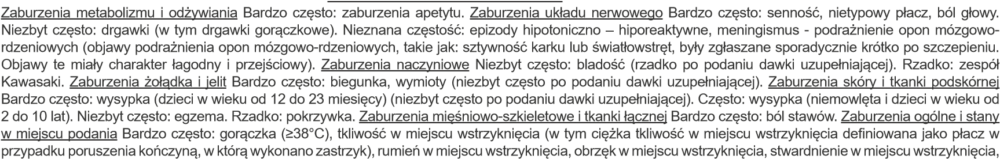 Zaburzenia metabolizmu i odżywiania Bardzo często: zaburzenia apetytu. Zaburzenia układu nerwowego Bardzo często: senność, nietypowy płacz, ból głowy.
Niezbyt często: drgawki (w tym drgawki gorączkowe). Nieznana częstość: epizody hipotoniczno – hiporeaktywne, meningismus - podrażnienie opon mózgowo-
rdzeniowych (objawy podrażnienia opon mózgowo-rdzeniowych, takie jak: sztywność karku lub światłowstręt, były zgłaszane sporadycznie krótko po szczepieniu.
Objawy te miały charakter łagodny i przejściowy). Zaburzenia naczyniowe Niezbyt często: bladość (rzadko po podaniu dawki uzupełniającej). Rzadko: zespół
Kawasaki. Zaburzenia żołądka i jelit Bardzo często: biegunka, wymioty (niezbyt często po podaniu dawki uzupełniającej). Zaburzenia skóry i tkanki podskórnej
Bardzo często: wysypka (dzieci w wieku od 12 do 23 miesięcy) (niezbyt często po podaniu dawki uzupełniającej). Często: wysypka (niemowlęta i dzieci w wieku od
2 do 10 lat). Niezbyt często: egzema. Rzadko: pokrzywka. Zaburzenia mięśniowo-szkieletowe i tkanki łącznej Bardzo często: ból stawów. Zaburzenia ogólne i stany
w miejscu podania Bardzo często: gorączka (≥38°C), tkliwość w miejscu wstrzyknięcia (w tym ciężka tkliwość w miejscu wstrzyknięcia definiowana jako płacz w
przypadku poruszenia kończyną, w którą wykonano zastrzyk), rumień w miejscu wstrzyknięcia, obrzęk w miejscu wstrzyknięcia, stwardnienie w miejscu wstrzyknięcia